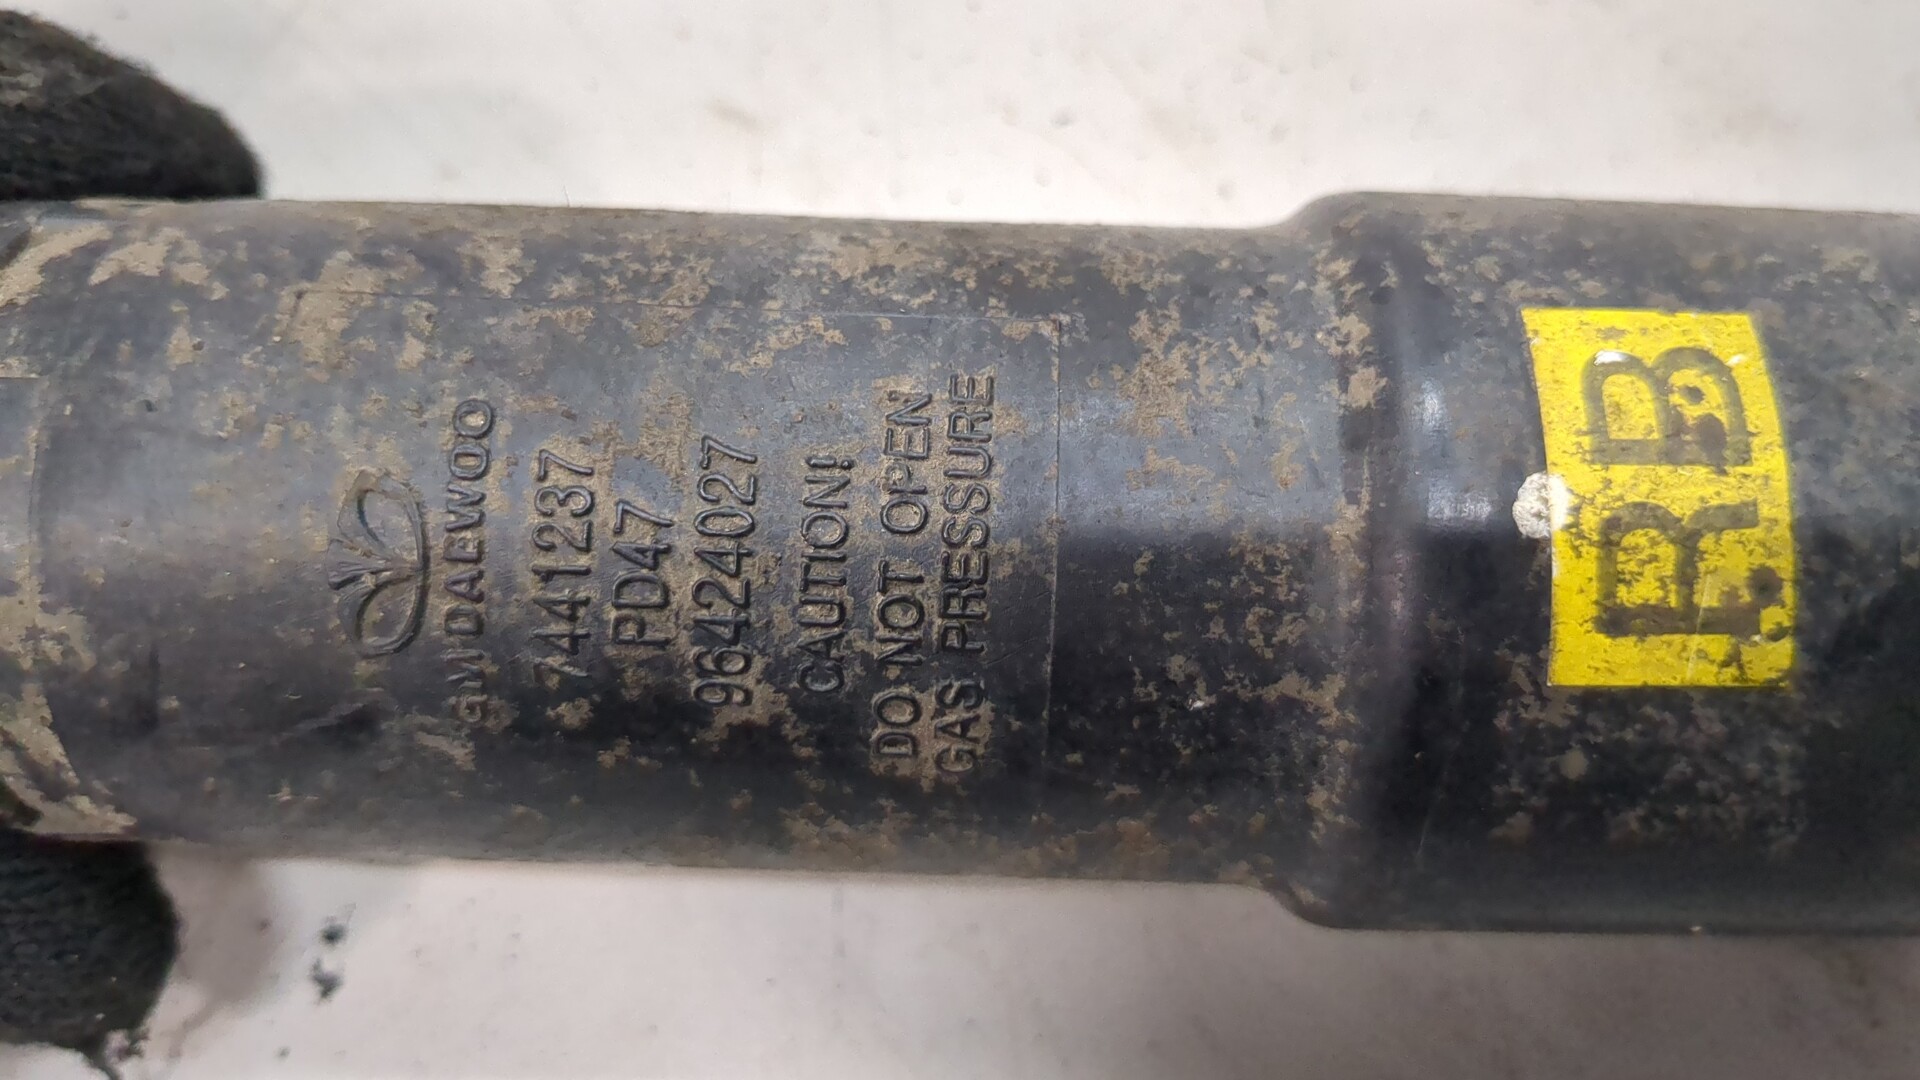 GM DAEWOO
7441237
PD47
96424027
CAUTION!
DO NOT OPEN
GAS PRESSURE
RB